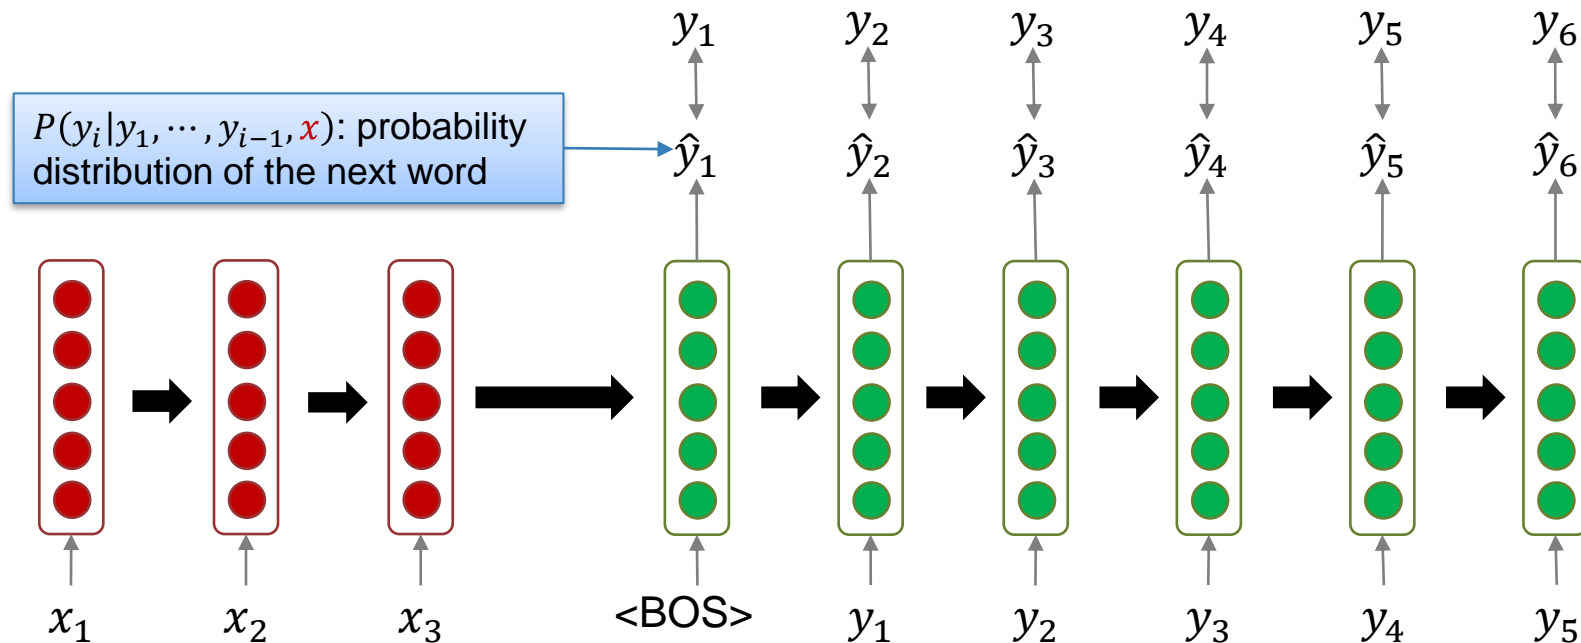 y₁ y₂ y₃ y₄ y₅ y₆
P(yᵢ|y₁, ⋯, yᵢ₋₁, x): probability
distribution of the next word
ŷ₁ ŷ₂ ŷ₃ ŷ₄ ŷ₅ ŷ₆
x₁ x₂ x₃ <BOS> y₁ y₂ y₃ y₄ y₅